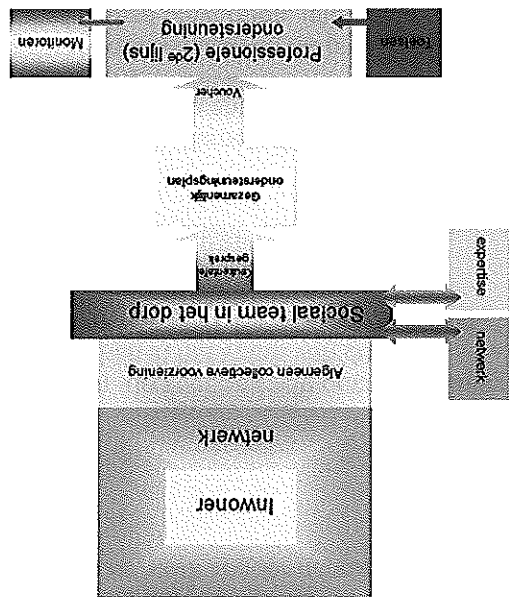 Inwoner
netwerk
Algemeen collectieve voorziening
Sociaal team in het dorp
netwerk
expertise
Keukentafel
gesprek
Gezamenlijk
ondersteuningsplan
Voucher
Toetsen
Professionele (2de lijns)
ondersteuning
Monitoren